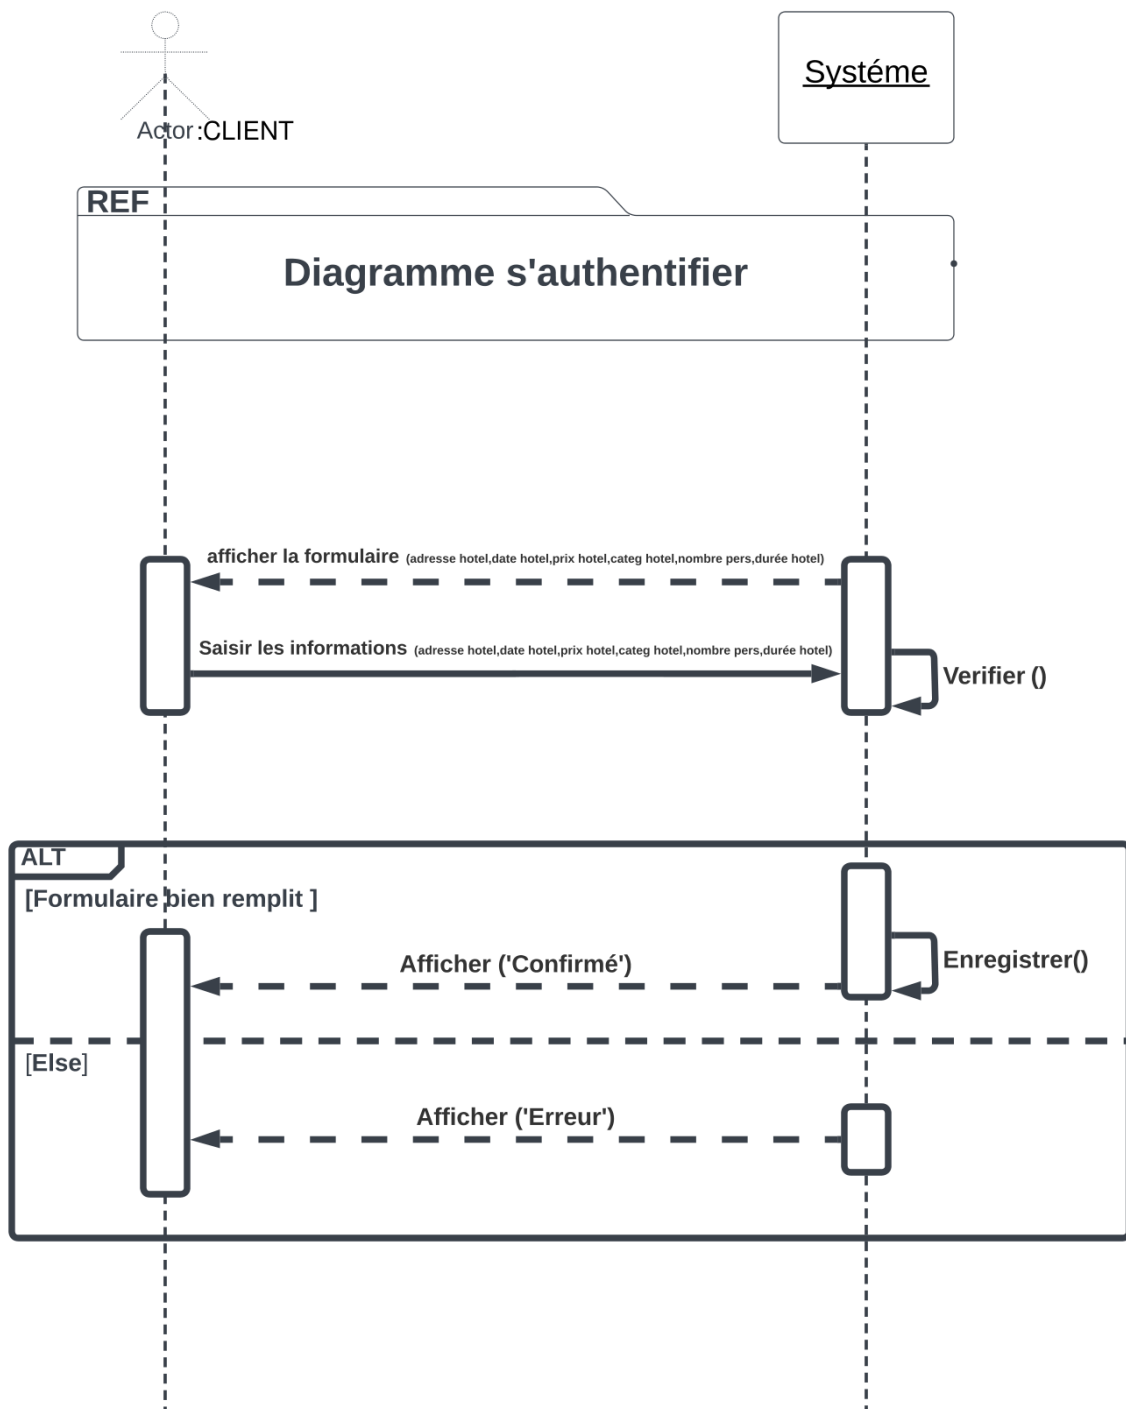 Systéme
Actor :CLIENT
REF
Diagramme s'authentifier
afficher la formulaire (adresse hotel,date hotel,prix hotel,categ hotel,nombre pers,durée hotel)
Saisir les informations (adresse hotel,date hotel,prix hotel,categ hotel,nombre pers,durée hotel)
Verifier ()
ALT
[Formulaire bien remplit ]
Afficher ('Confirmé')
Enregistrer()
[Else]
Afficher ('Erreur')